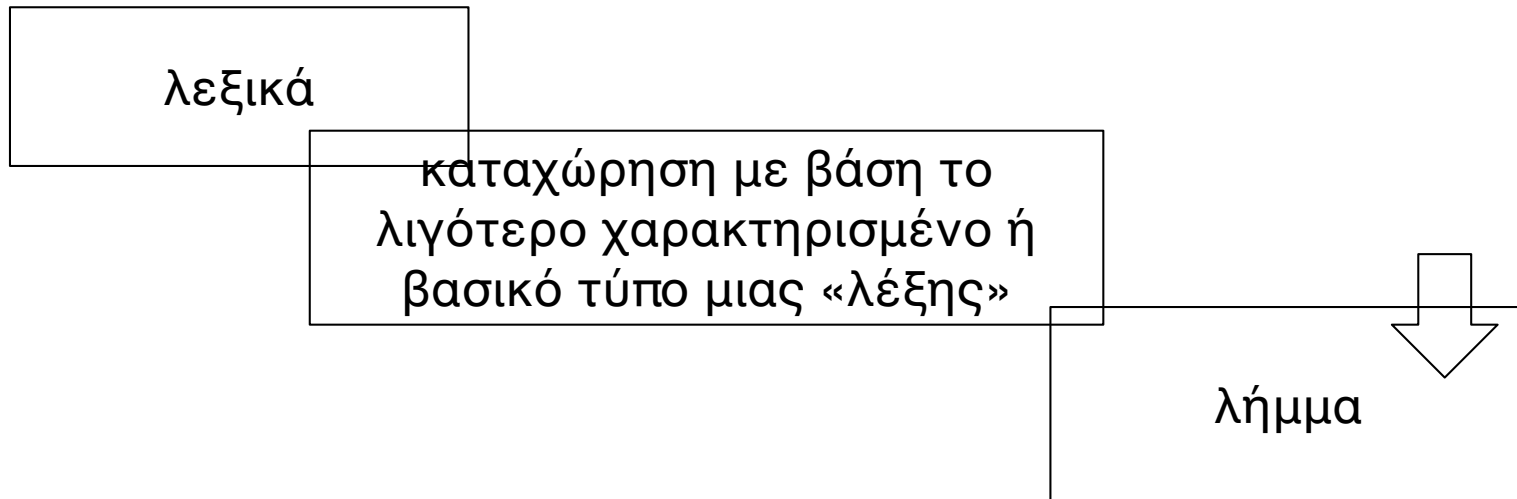 λεξικά
καταχώρηση με βάση το
λιγότερο χαρακτηρισμένο ή
βασικό τύπο μιας «λέξης»
λήμμα